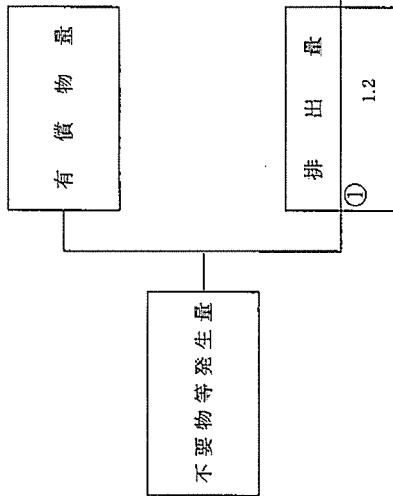 有償物量
不要物等発生量
排出量
①
1.2